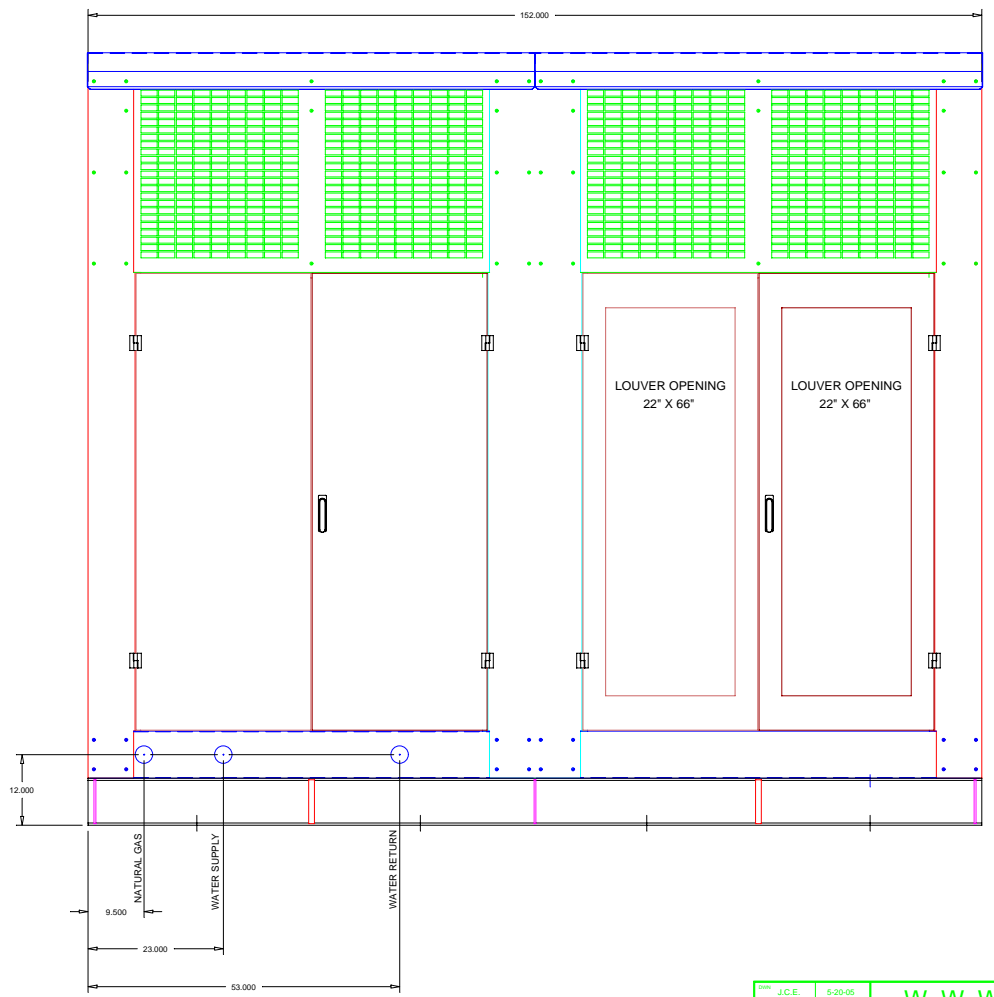 152.000
LOUVER OPENING
22" X 66"
LOUVER OPENING
22" X 66"
12.000
NATURAL GAS
WATER SUPPLY
WATER RETURN
9.500
23.000
53.000
J.C.E.
5-20-05